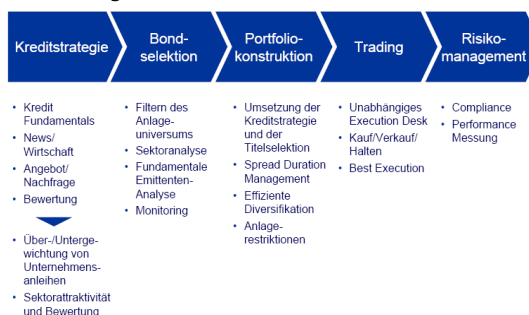 Kreditstrategie
Bond-
selektion
Portfolio-
konstruktion
Trading
Risiko-
management
• Kredit
Fundamentals
• News/
Wirtschaft
• Angebot/
Nachfrage
• Bewertung
• Über-/Unterge-
wichtung von
Unternehmens-
anleihen
• Sektorattraktivität
und Bewertung
• Filtern des
Anlage-
universums
• Sektoranalyse
• Fundamentale
Emittenten-
Analyse
• Monitoring
• Umsetzung der
Kreditstrategie
und der
Titelselektion
• Spread Duration
Management
• Effiziente
Diversifikation
• Anlage-
restriktionen
• Unabhängiges
Execution Desk
• Kauf/Verkauf/
Halten
• Best Execution
• Compliance
• Performance
Messung